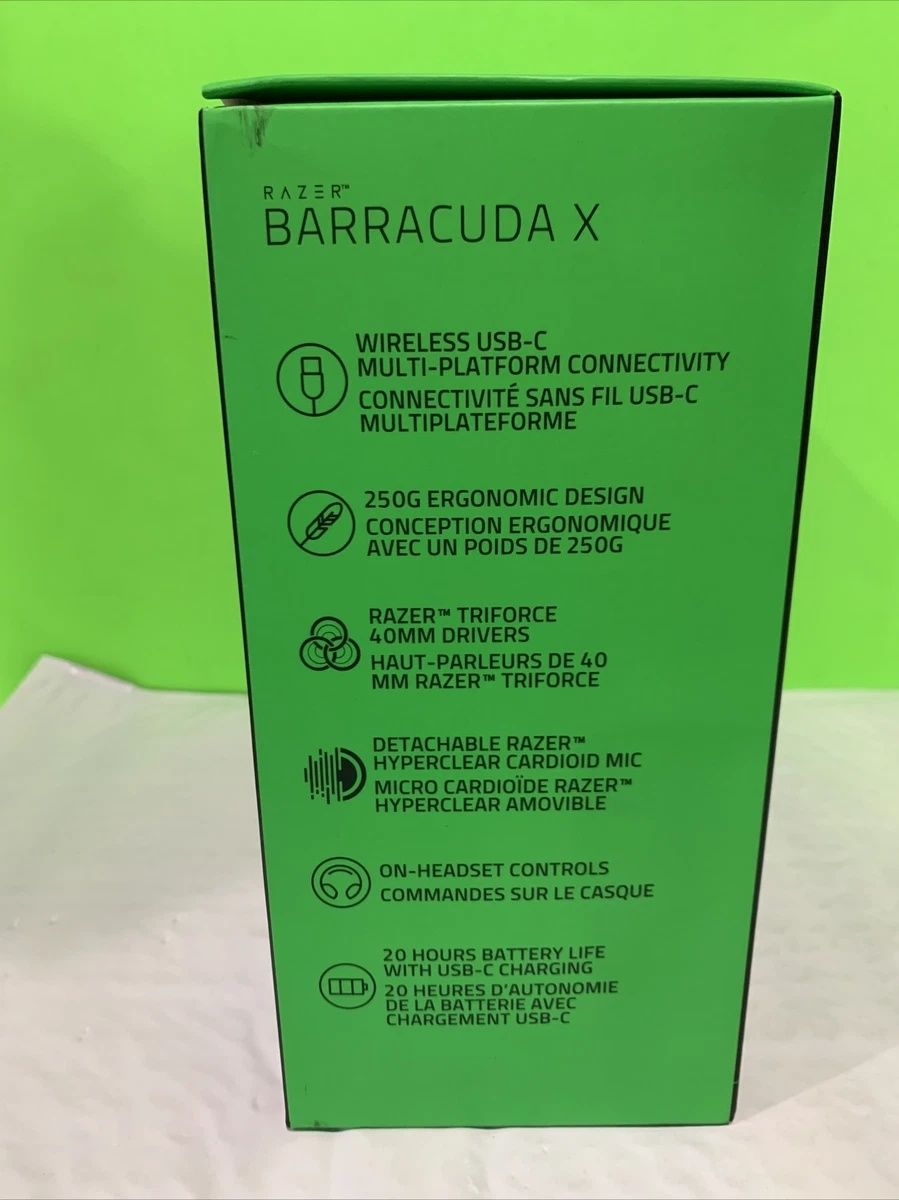 RAZER™
BARRACUDA X
WIRELESS USB-C
MULTI-PLATFORM CONNECTIVITY
CONNECTIVITÉ SANS FIL USB-C
MULTIPLATEFORME
250G ERGONOMIC DESIGN
CONCEPTION ERGONOMIQUE
AVEC UN POIDS DE 250G
RAZER™ TRIFORCE
40MM DRIVERS
HAUT-PARLEURS DE 40
MM RAZER™ TRIFORCE
DETACHABLE RAZER™
HYPERCLEAR CARDIOID MIC
MICRO CARDIOÏDE RAZER™
HYPERCLEAR AMOVIBLE
ON-HEADSET CONTROLS
COMMANDES SUR LE CASQUE
20 HOURS BATTERY LIFE
WITH USB-C CHARGING
20 HEURES D'AUTONOMIE
DE LA BATTERIE AVEC
CHARGEMENT USB-C